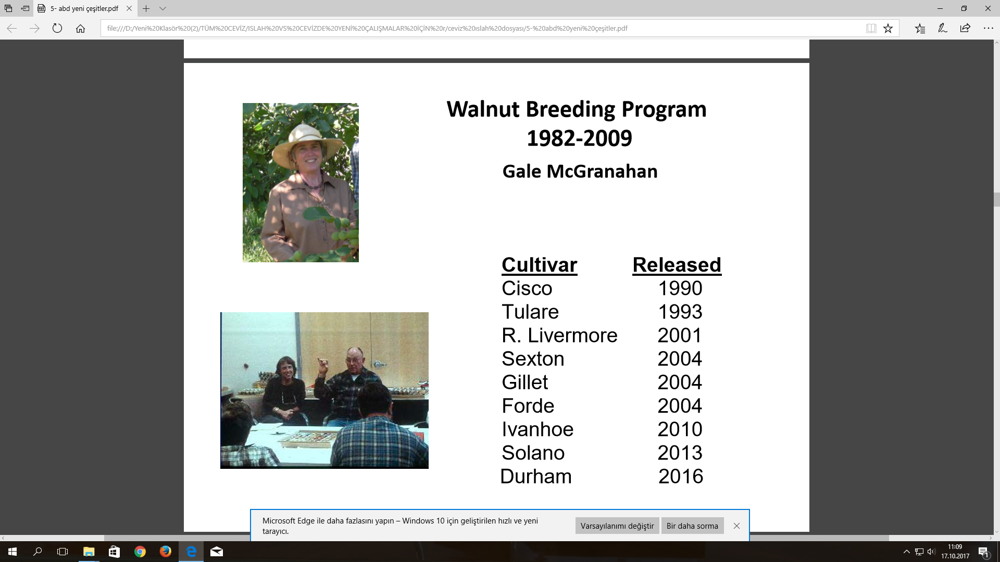 5- abd yeni çeşitler.pdf
file:///D:/Yeni%20Klasör%20(2)/TÜM%20CEVİZ/ISLAH%20VS%20CEVİZDE%20YENİ%20ÇALIŞMALAR%20İÇİN%20r/ceviz%20ıslah%20dosyası/5-%20abd%20yeni%20çeşitler.pdf
Walnut Breeding Program
1982-2009
Gale McGranahan
Cultivar Released
Cisco 1990
Tulare 1993
R. Livermore 2001
Sexton 2004
Gillet 2004
Forde 2004
Ivanhoe 2010
Solano 2013
Durham 2016
Microsoft Edge ile daha fazlasını yapın – Windows 10 için geliştirilen hızlı ve yeni
tarayıcı.
Varsayılanımı değiştir
Bir daha sorma
11:09
17.10.2017
1